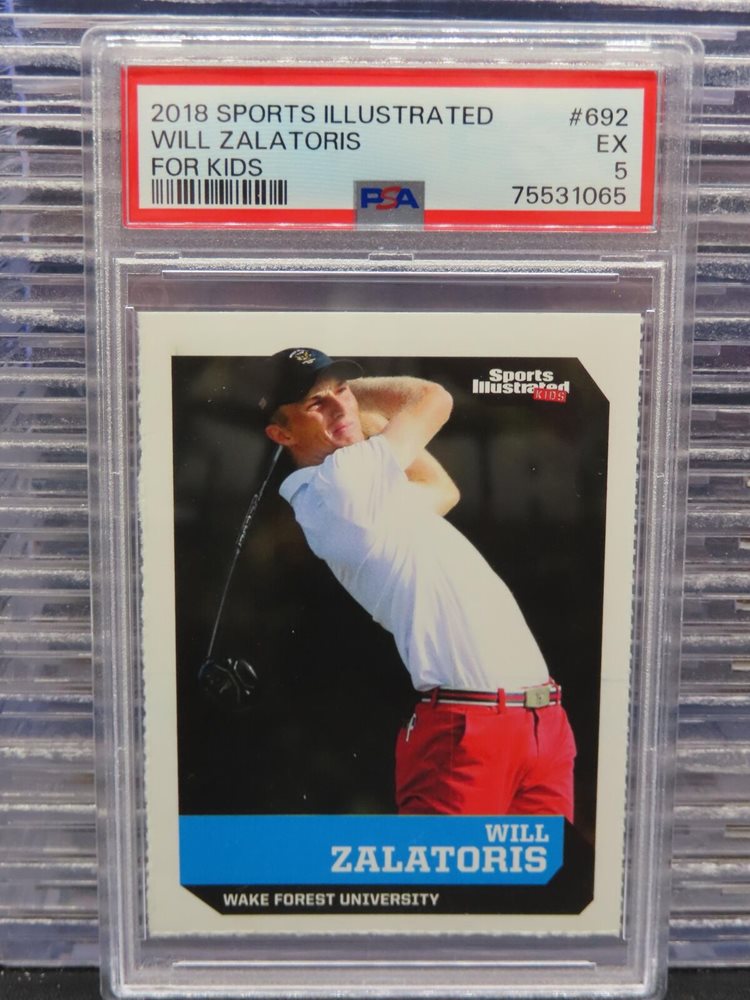 2018 SPORTS ILLUSTRATED #692
WILL ZALATORIS EX
FOR KIDS 5
PSA 75531065
Sports
Illustrated
KIDS
WILL
ZALATORIS
WAKE FOREST UNIVERSITY